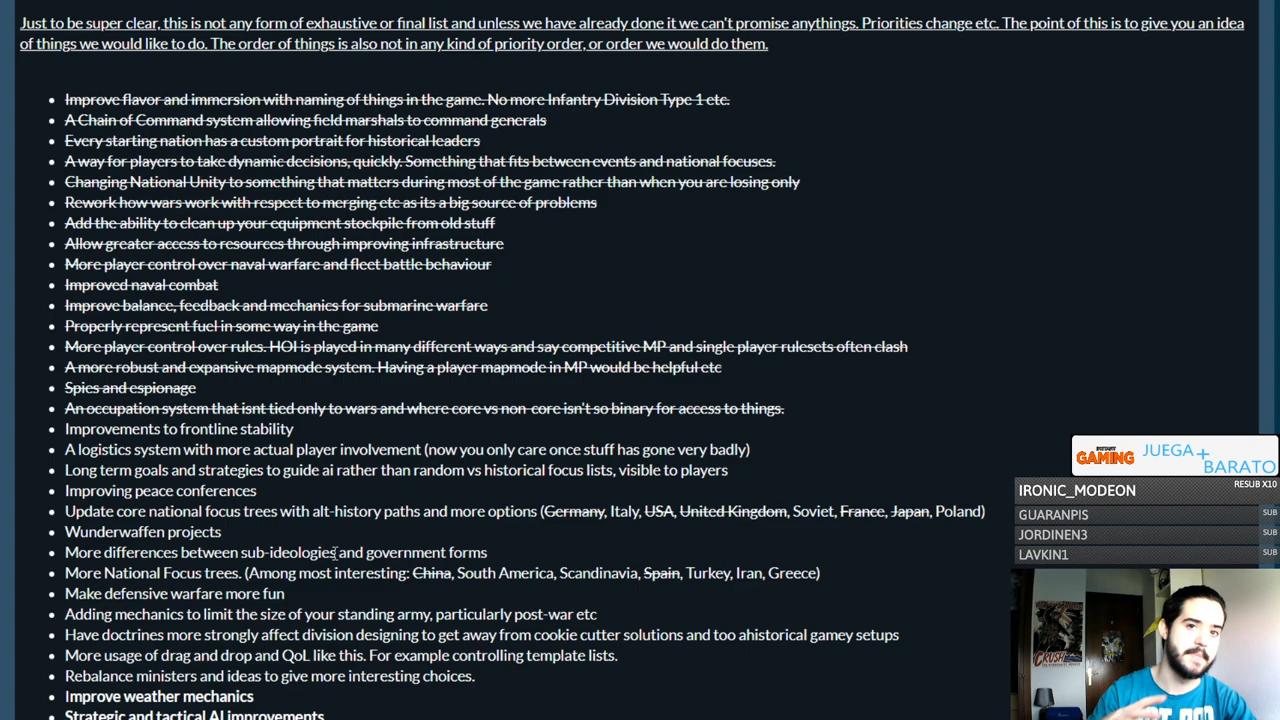 Just to be super clear, this is not any form of exhaustive or final list and unless we have already done it we can't promise anythings. Priorities change etc. The point of this is to give you an idea
of things we would like to do. The order of things is also not in any kind of priority order, or order we would do them.
Improve flavor and immersion with naming of things in the game. No more Infantry Division Type 1 etc.
A Chain of Command system allowing field marshals to command generals
Every starting nation has a custom portrait for historical leaders
A way for players to take dynamic decisions, quickly. Something that fits between events and national focuses.
Changing National Unity to something that matters during most of the game rather than when you are losing only
Rework how wars work with respect to merging etc as its a big source of problems
Add the ability to clean up your equipment stockpile from old stuff
Allow greater access to resources through improving infrastructure
More player control over naval warfare and fleet battle behaviour
Improved naval combat
Improve balance, feedback and mechanics for submarine warfare
Properly represent fuel in some way in the game
More player control over rules. HOI is played in many different ways and say competitive MP and single player rulesets often clash
A more robust and expansive mapmode system. Having a player mapmode in MP would be helpful etc
Spies and espionage
An occupation system that isnt tied only to wars and where core vs non-core isn't so binary for access to things.
Improvements to frontline stability
A logistics system with more actual player involvement (now you only care once stuff has gone very badly)
Long term goals and strategies to guide ai rather than random vs historical focus lists, visible to players
Improving peace conferences
Update core national focus trees with alt-history paths and more options (Germany, Italy, USA, United Kingdom, Soviet, France, Japan, Poland)
Wunderwaffen projects
More differences between sub-ideologies and government forms
More National Focus trees. (Among most interesting: China, South America, Scandinavia, Spain, Turkey, Iran, Greece)
Make defensive warfare more fun
Adding mechanics to limit the size of your standing army, particularly post-war etc
Have doctrines more strongly affect division designing to get away from cookie cutter solutions and too ahistorical gamey setups
More usage of drag and drop and QoL like this. For example controlling template lists.
Rebalance ministers and ideas to give more interesting choices.
Improve weather mechanics
Strategic and tactical AI improvements
INSTANT
GAMING
JUEGA+
BARATO
IRONIC_MODEON RESUB X10
GUARANPIS SUB
JORDINEN3 SUB
LAVKIN1 SUB